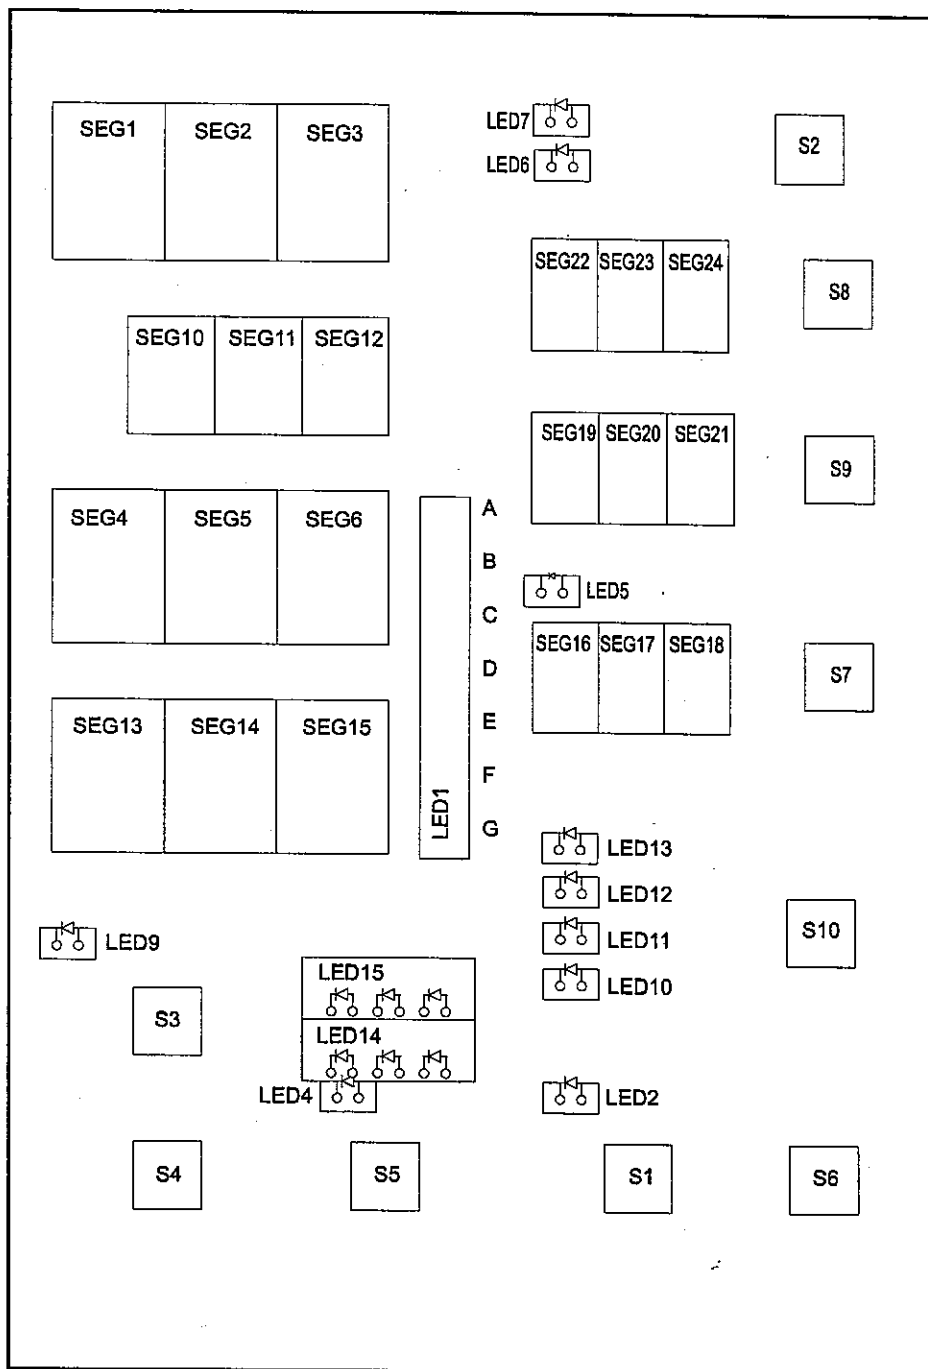 SEG1 SEG2 SEG3
LED7
S2
LED6
SEG22 SEG23 SEG24
S8
SEG10 SEG11 SEG12
SEG19 SEG20 SEG21
S9
SEG4 SEG5 SEG6
A
B
C
D
E
F
G
LED5
SEG16 SEG17 SEG18
S7
SEG13 SEG14 SEG15
LED1
LED13
LED12
LED11
LED10
S10
LED9
LED15
S3
LED14
LED4
LED2
S4
S5
S1
S6